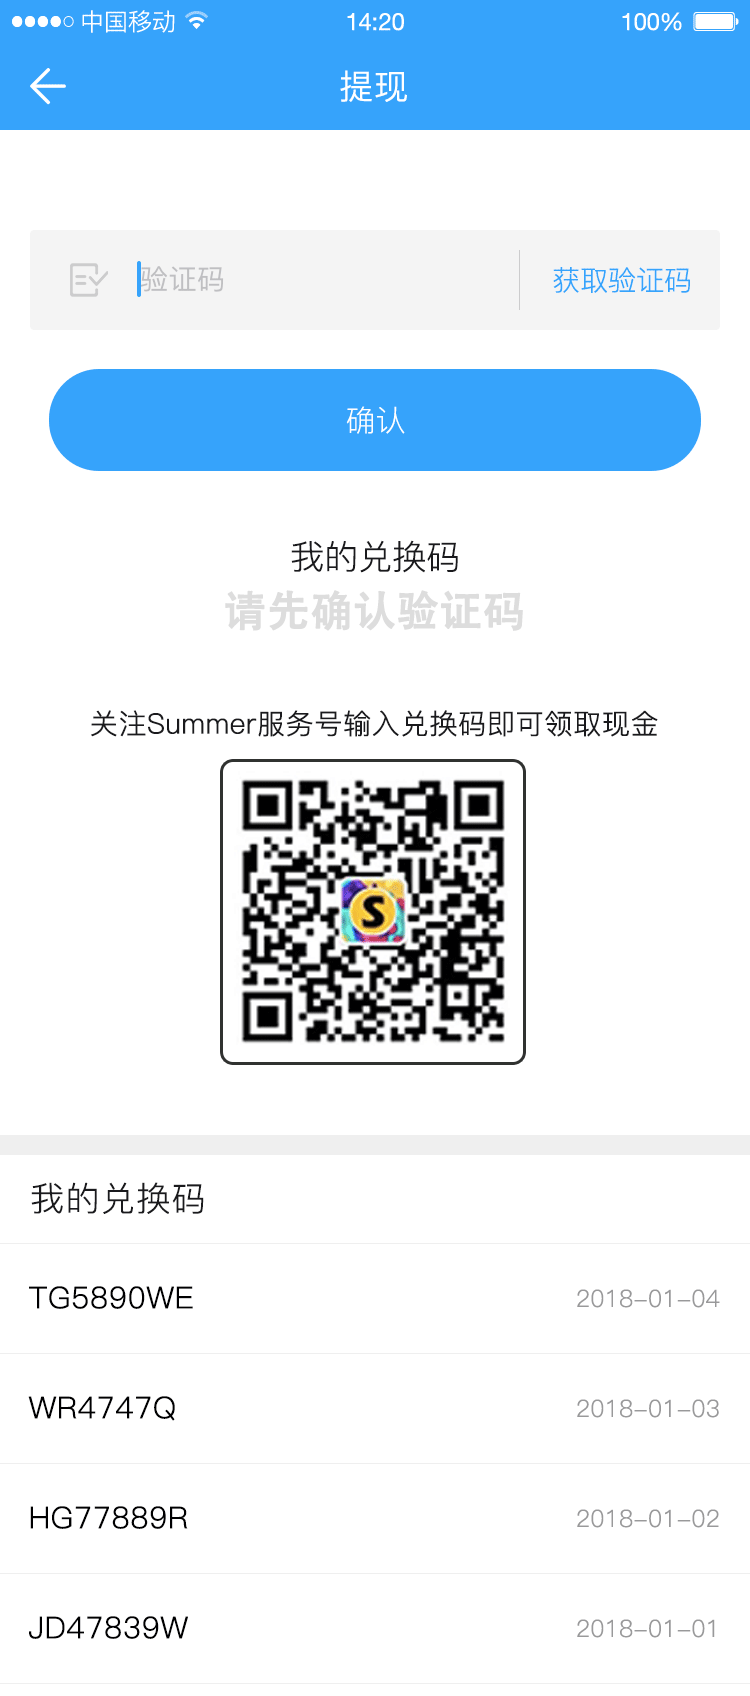 中国移动 14:20 100%
提现
验证码 获取验证码
确认
我的兑换码
请先确认验证码
关注Summer服务号输入兑换码即可领取现金
S
我的兑换码
TG5890WE 2018-01-04
WR4747Q 2018-01-03
HG77889R 2018-01-02
JD47839W 2018-01-01